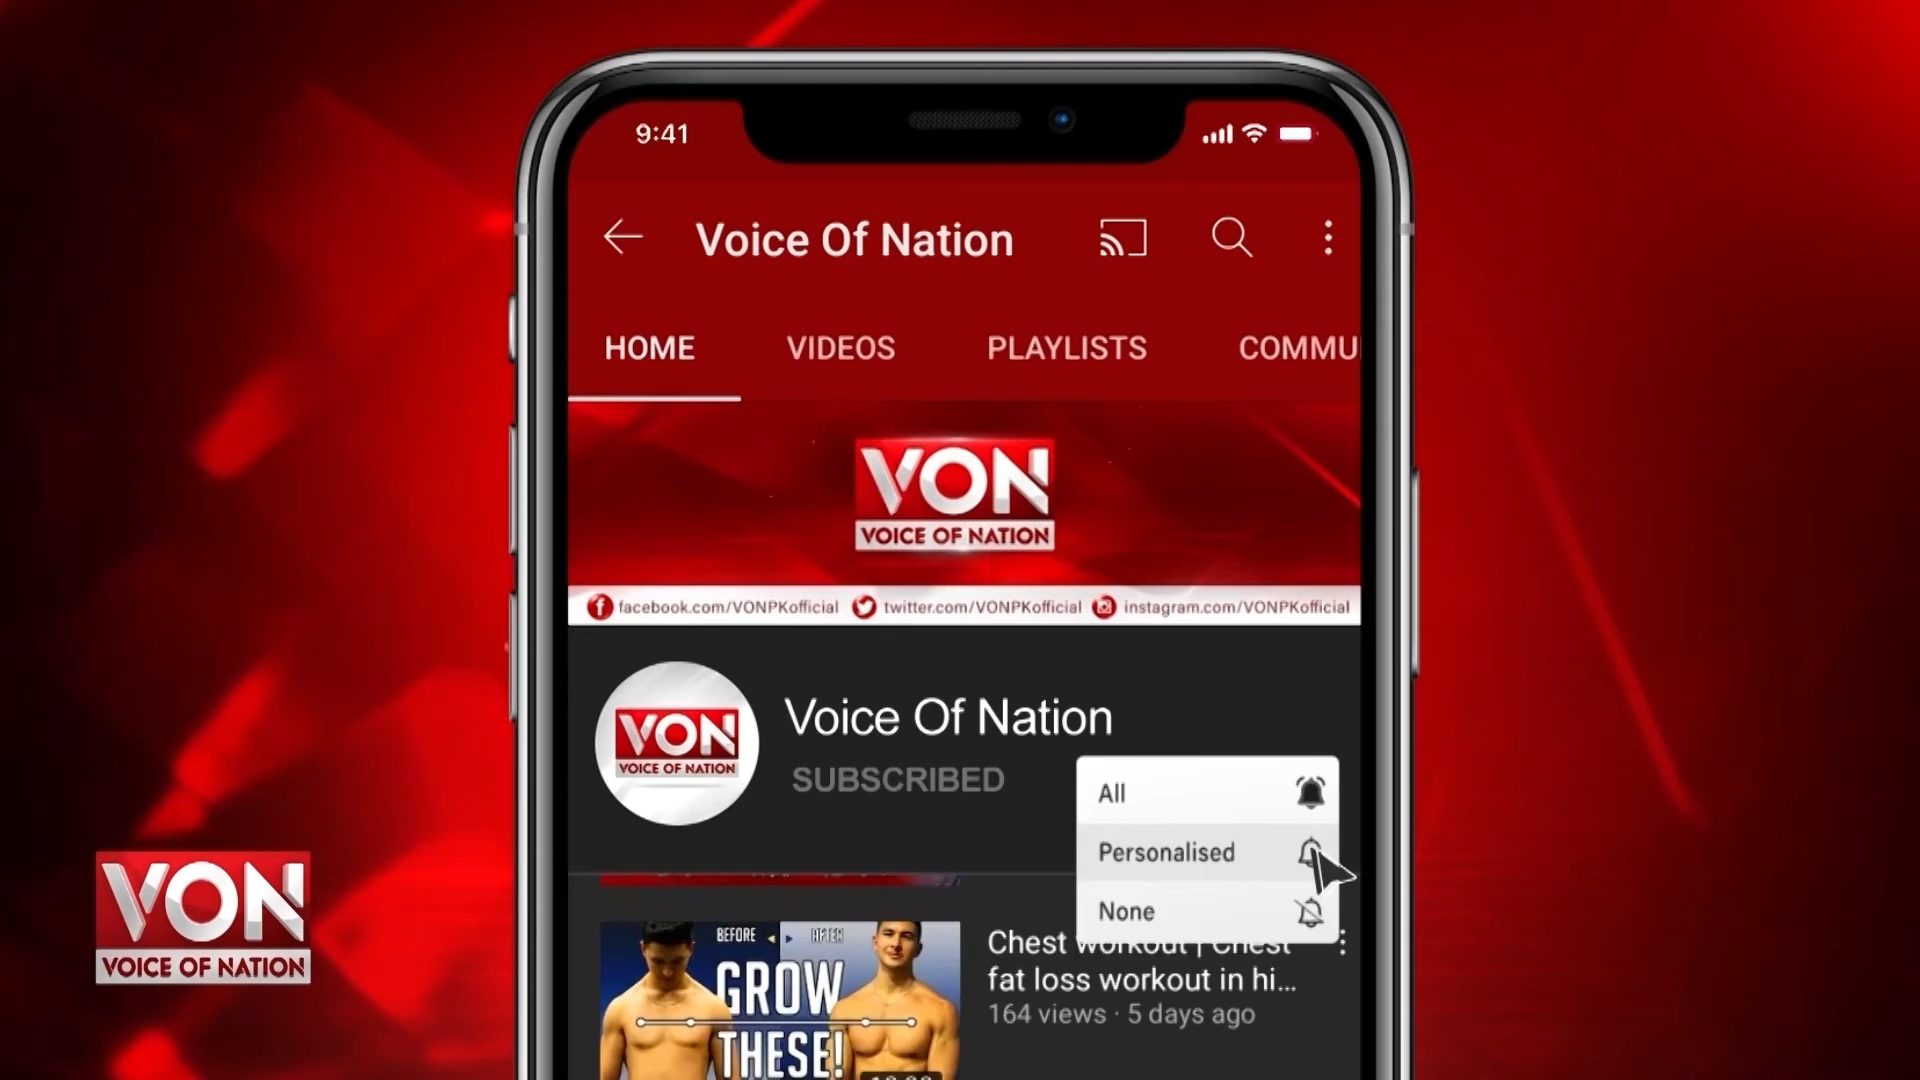 9:41
Voice Of Nation
HOME VIDEOS PLAYLISTS COMMU
VON
VOICE OF NATION
facebook.com/VONPKofficial twitter.com/VONPKofficial instagram.com/VONPKofficial
VON
VOICE OF NATION
Voice Of Nation
SUBSCRIBED
All
Personalised
None
BEFORE AFTER
GROW
THESE!
Chest workout | Chest
fat loss workout in hi...
164 views · 5 days ago
VON
VOICE OF NATION